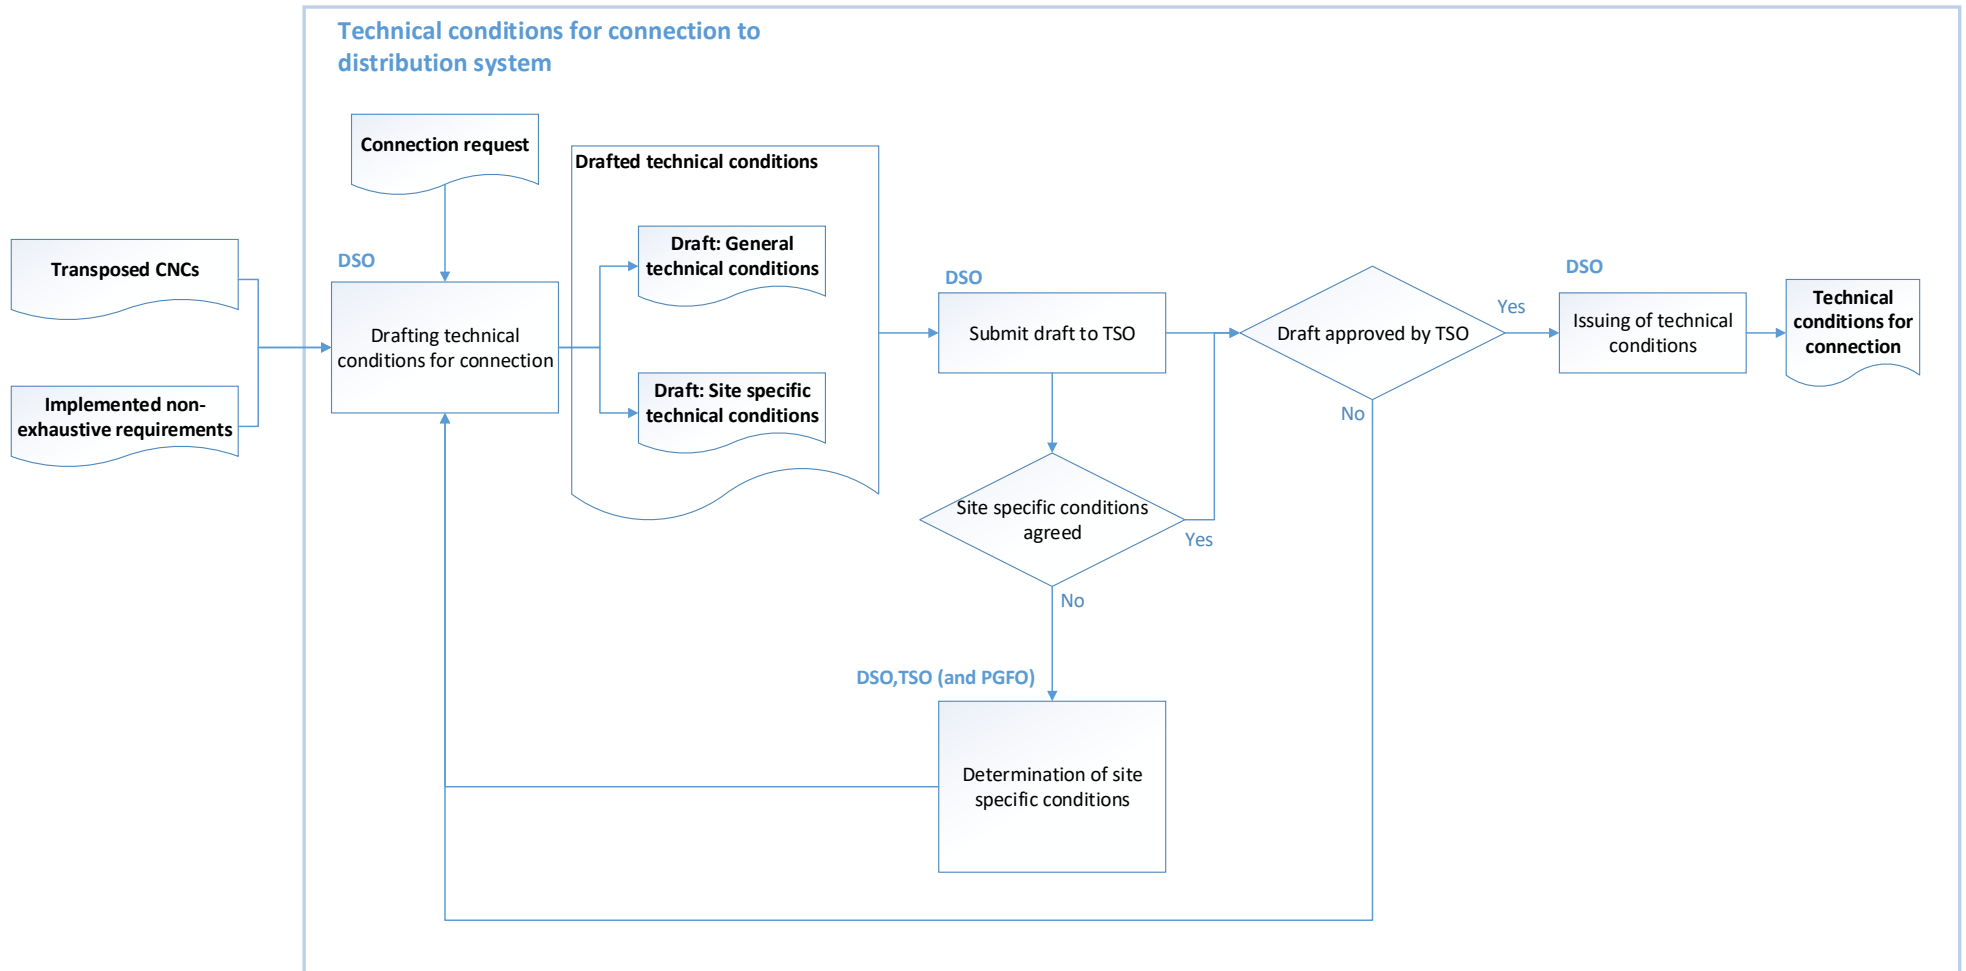 Technical conditions for connection to
distribution system
Connection request
Drafted technical conditions
Transposed CNCs
Implemented non-
exhaustive requirements
DSO
Drafting technical
conditions for connection
Draft: General
technical conditions
Draft: Site specific
technical conditions
DSO
Submit draft to TSO
Draft approved by TSO
Yes
No
DSO
Issuing of technical
conditions
Technical
conditions for
connection
Site specific conditions
agreed
Yes
No
DSO,TSO (and PGFO)
Determination of site
specific conditions